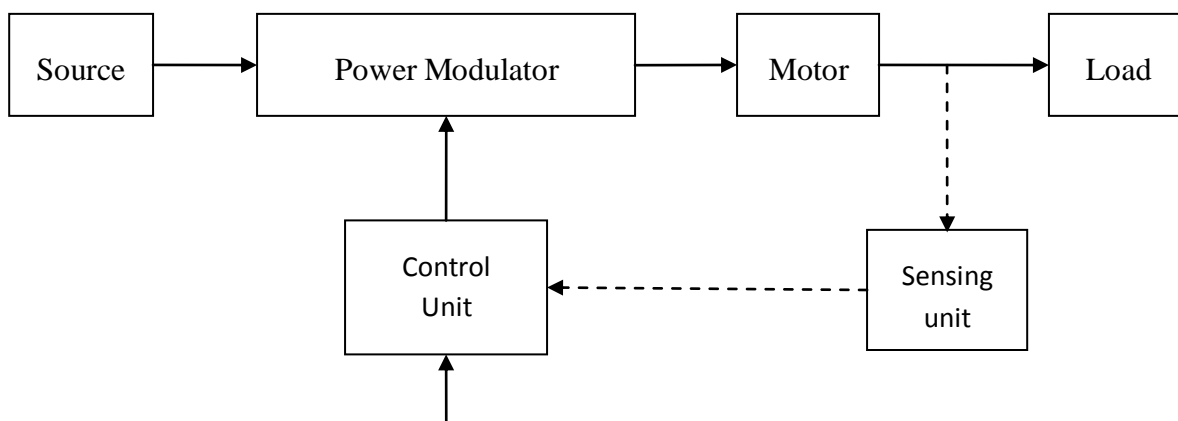 Source
Power Modulator
Motor
Load
Control
Unit
Sensing
unit